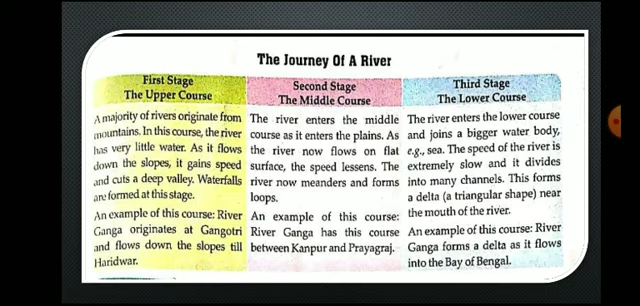 The Journey Of A River
First Stage
The Upper Course
A majority of rivers originate from
mountains. In this course, the river
has very little water. As it flows
down the slopes, it gains speed
and cuts a deep valley. Waterfalls
are formed at this stage.
An example of this course: River
Ganga originates at Gangotri
and flows down the slopes till
Haridwar.
Second Stage
The Middle Course
The river enters the middle
course as it enters the plains. As
the river now flows on flat
surface, the speed lessens. The
river now meanders and forms
loops.
An example of this course:
River Ganga has this course
between Kanpur and Prayagraj.
Third Stage
The Lower Course
The river enters the lower course
and joins a bigger water body,
e.g., sea. The speed of the river is
extremely slow and it divides
into many channels. This forms
a delta (a triangular shape) near
the mouth of the river.
An example of this course: River
Ganga forms a delta as it flows
into the Bay of Bengal.